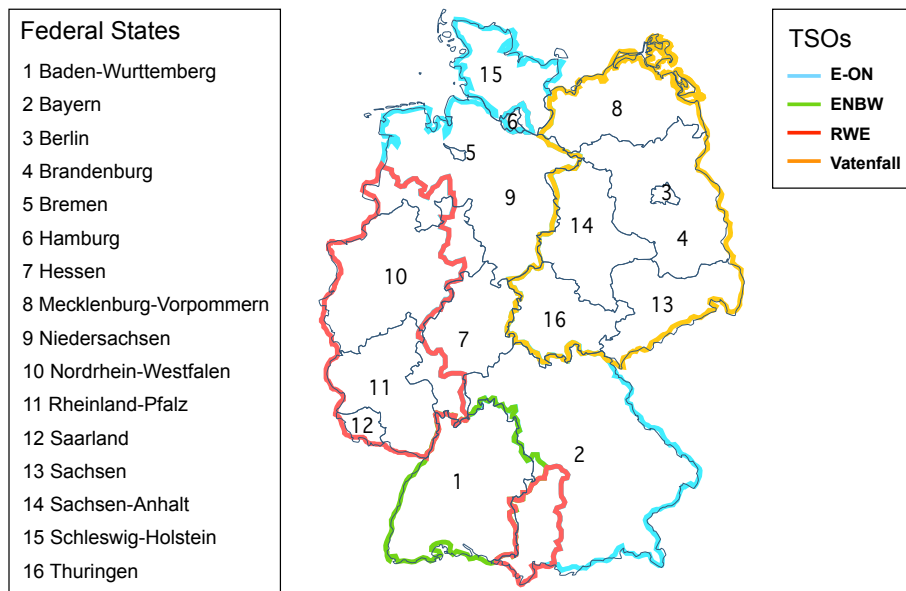 Federal States
1 Baden-Wurttemberg
2 Bayern
3 Berlin
4 Brandenburg
5 Bremen
6 Hamburg
7 Hessen
8 Mecklenburg-Vorpommern
9 Niedersachsen
10 Nordrhein-Westfalen
11 Rheinland-Pfalz
12 Saarland
13 Sachsen
14 Sachsen-Anhalt
15 Schleswig-Holstein
16 Thuringen
15
8
6
5
3
9
14
4
10
13
16
7
11
12
2
1
TSOs
E-ON
ENBW
RWE
Vatenfall